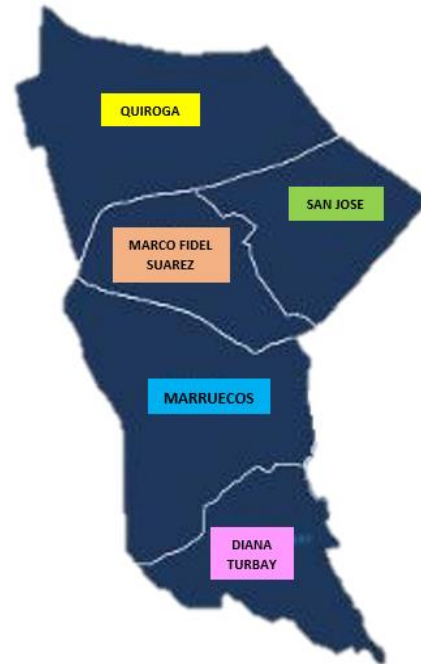 QUIROGA
SAN JOSE
MARCO FIDEL
SUAREZ
MARRUECOS
DIANA
TURBAY